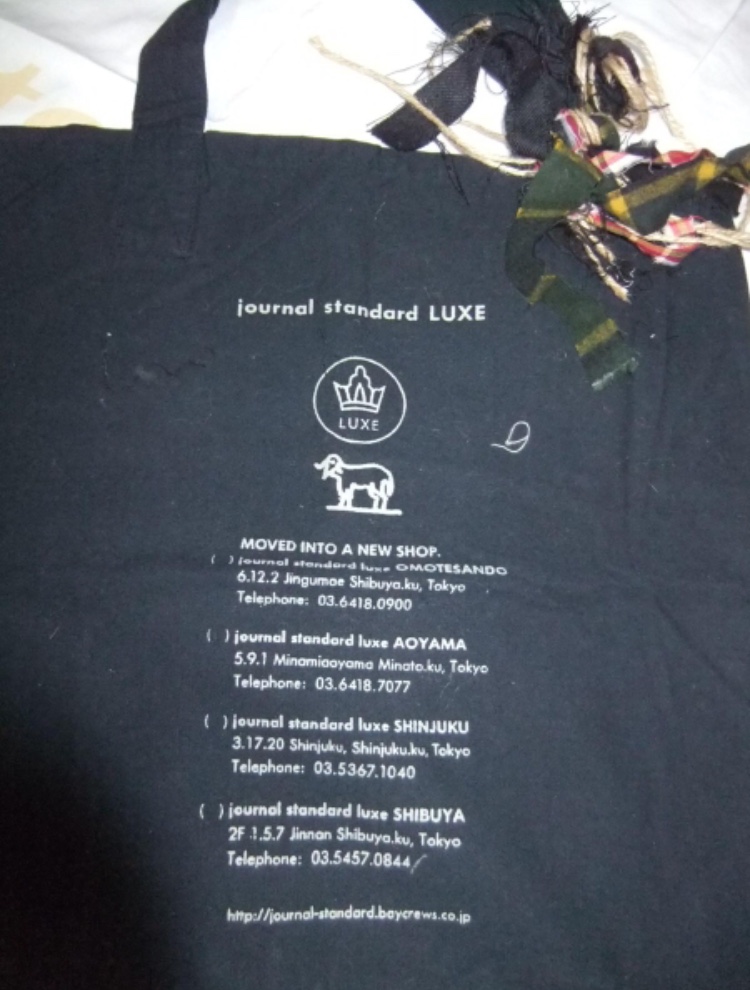 journal standard LUXE
LUXE
MOVED INTO A NEW SHOP.
( ) journal standard luxe OMOTESANDO
6.12.2 Jingumae Shibuya.ku, Tokyo
Telephone: 03.6418.0900
( ) journal standard luxe AOYAMA
5.9.1 Minamiaoyama Minato.ku, Tokyo
Telephone: 03.6418.7077
( ) journal standard luxe SHINJUKU
3.17.20 Shinjuku, Shinjuku.ku, Tokyo
Telephone: 03.5367.1040
( ) journal standard luxe SHIBUYA
2F 1.5.7 Jinnan Shibuya.ku, Tokyo
Telephone: 03.5457.0844
http://journal-standard.baycrews.co.jp